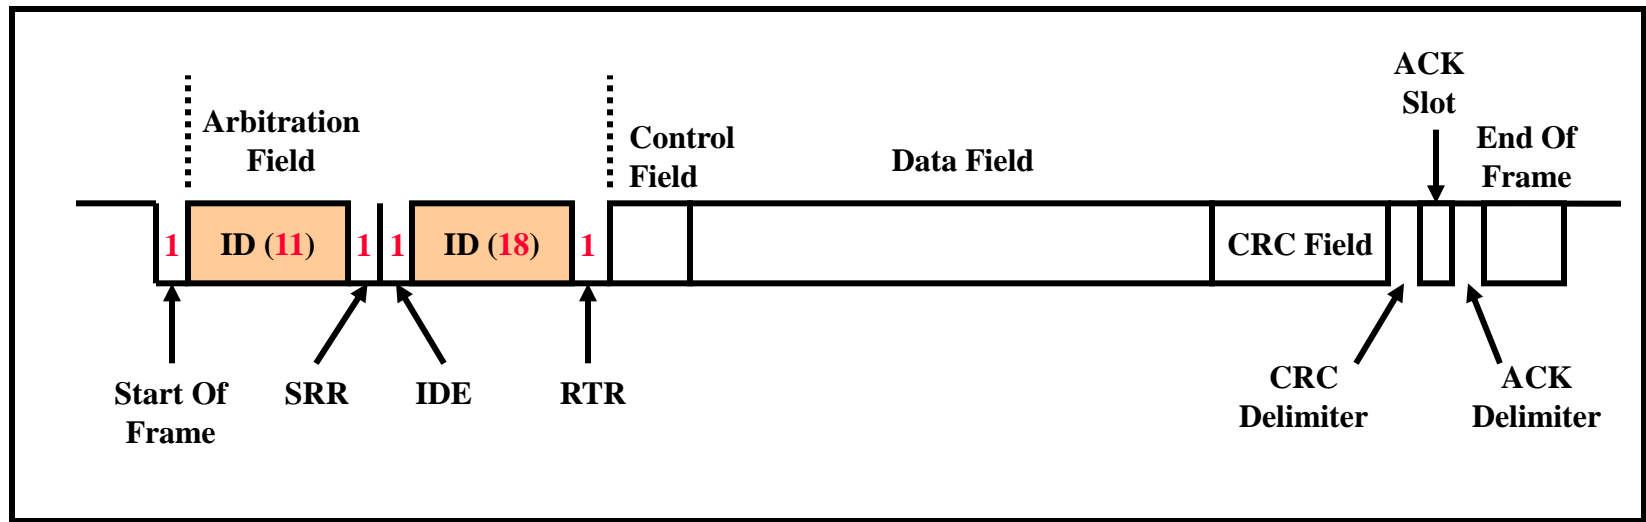 ACK
Slot
Arbitration
Field
Control
Field
Data Field
End Of
Frame
1 ID (11) 1 1 ID (18) 1 CRC Field
Start Of
Frame
SRR
IDE
RTR
CRC
Delimiter
ACK
Delimiter